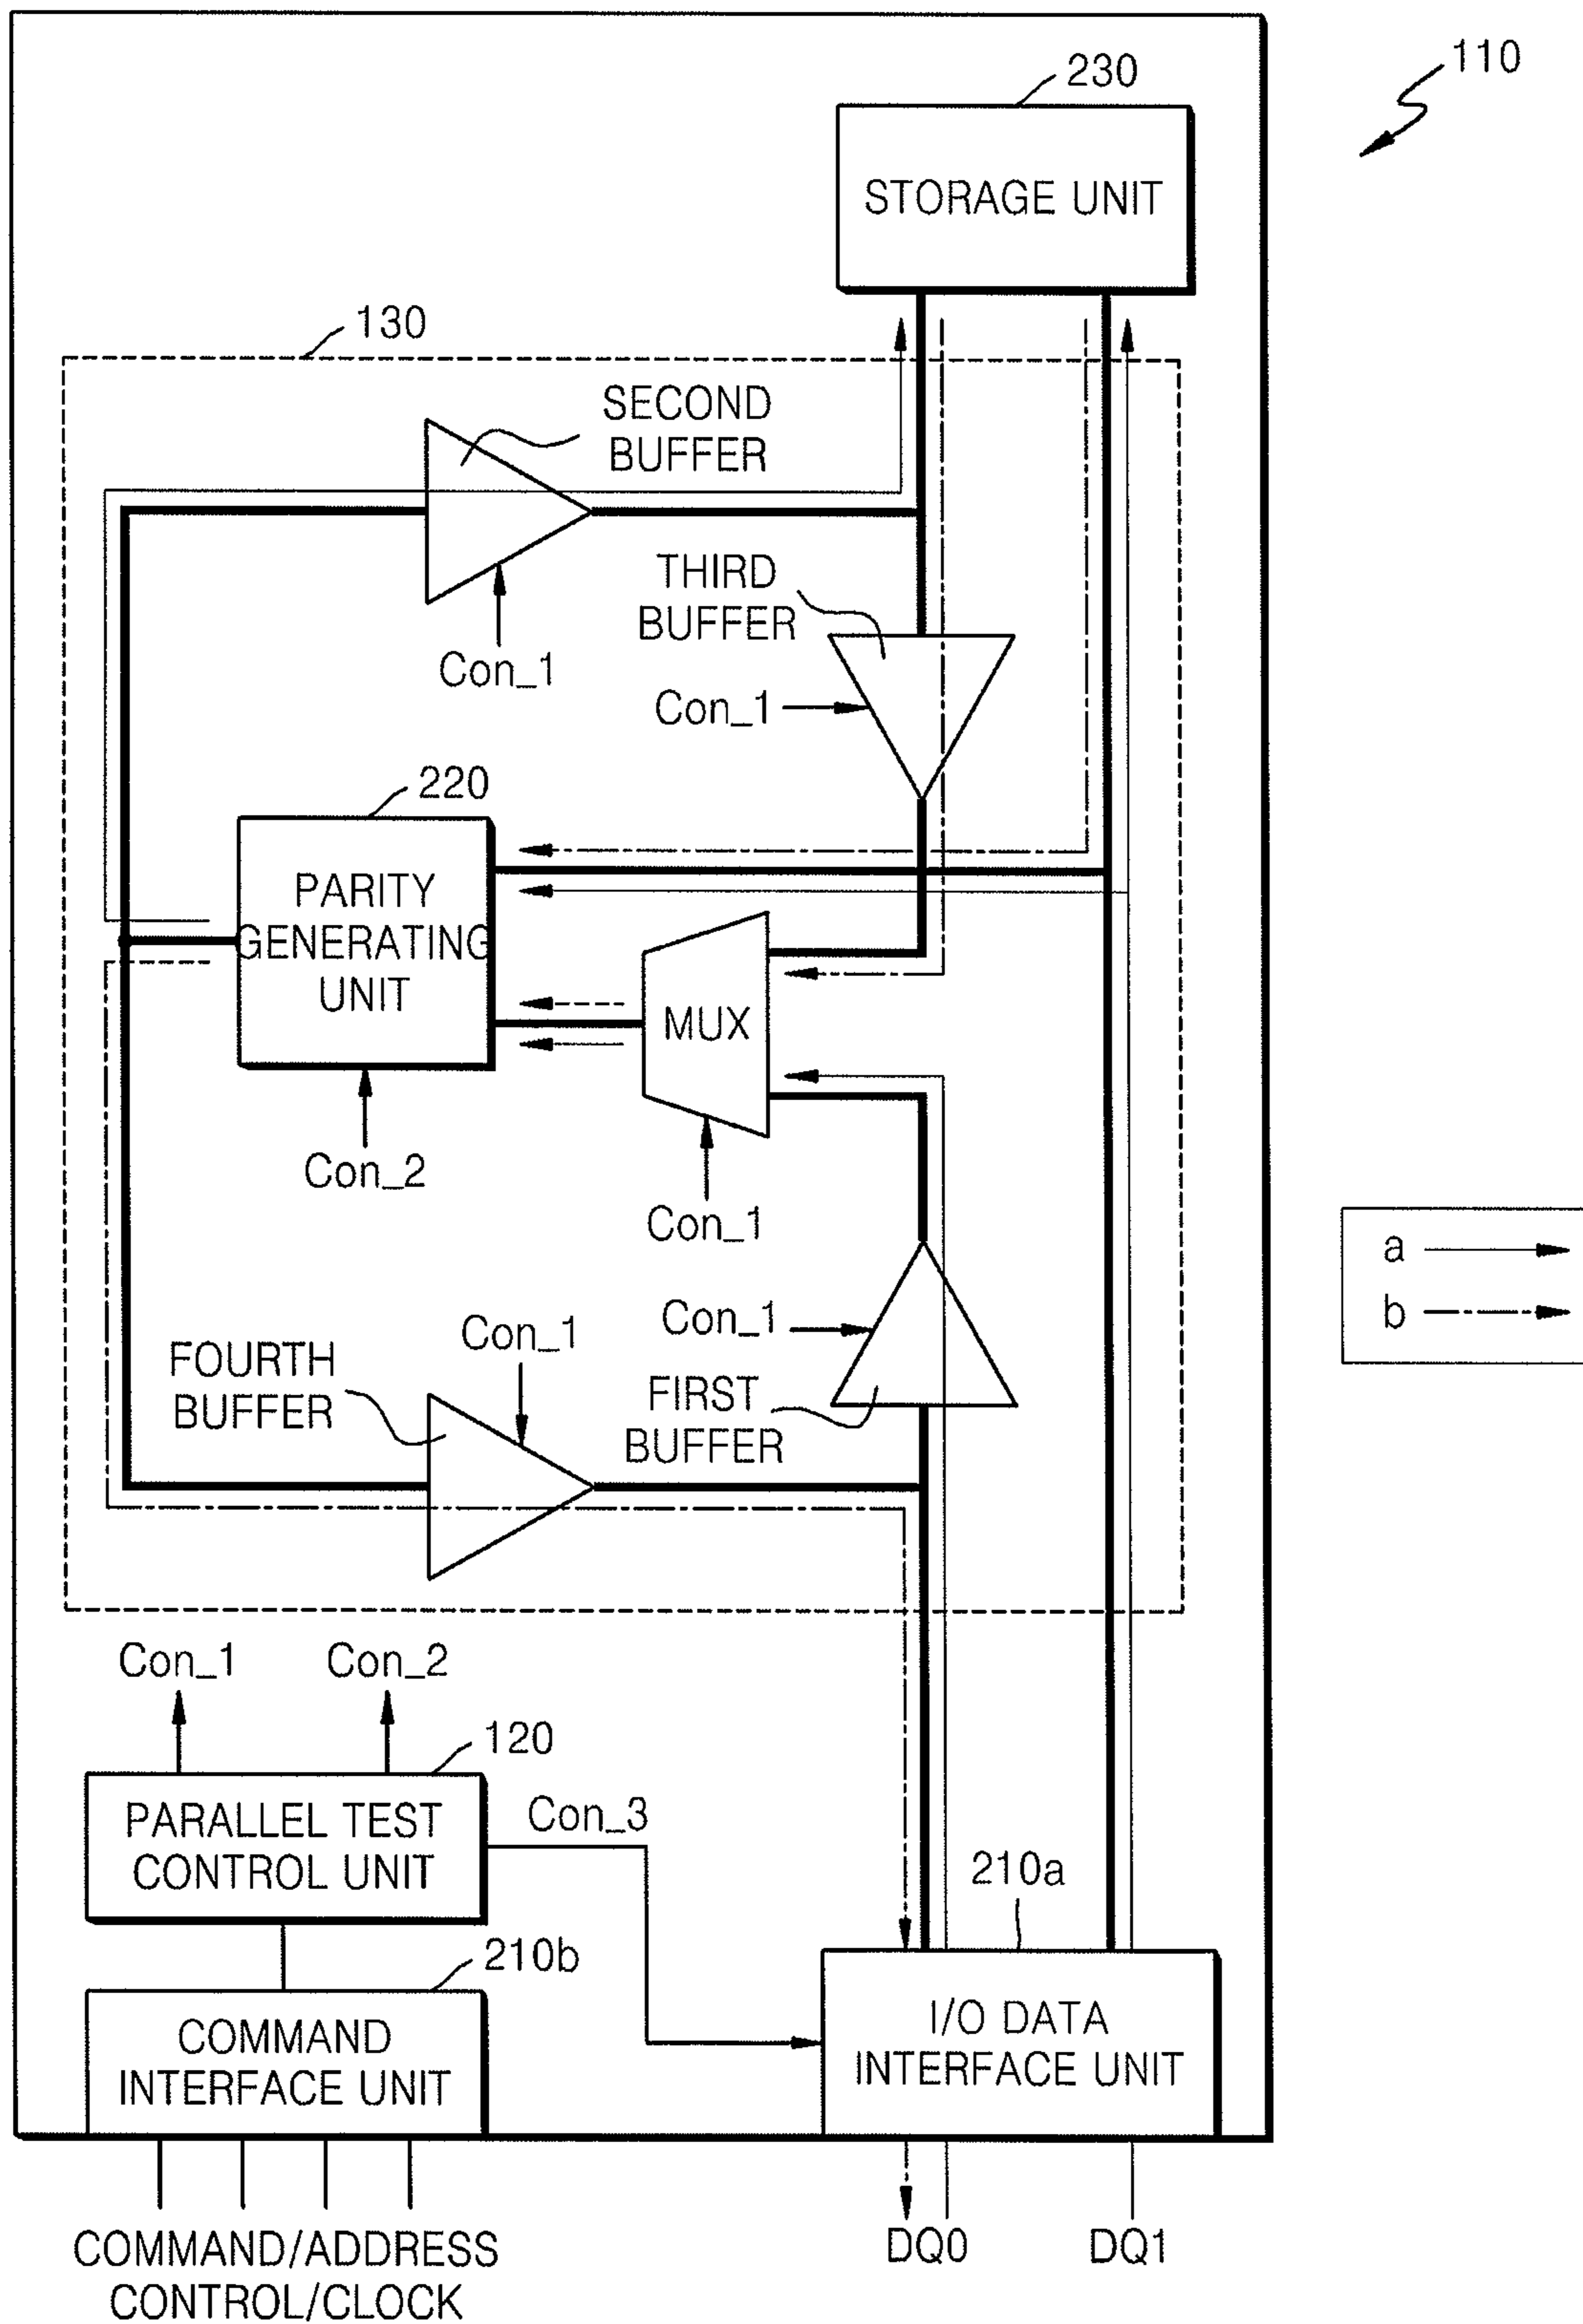 110
230
STORAGE UNIT
130
SECOND
BUFFER
THIRD
BUFFER
Con_1
Con_1
220
PARITY
GENERATING
UNIT
MUX
Con_2
Con_1
a
b
Con_1
Con_1
FOURTH
BUFFER
FIRST
BUFFER
Con_1
Con_2
120
PARALLEL TEST
CONTROL UNIT
Con_3
210a
210b
COMMAND
INTERFACE UNIT
I/O DATA
INTERFACE UNIT
COMMAND/ADDRESS
CONTROL/CLOCK
DQ0
DQ1